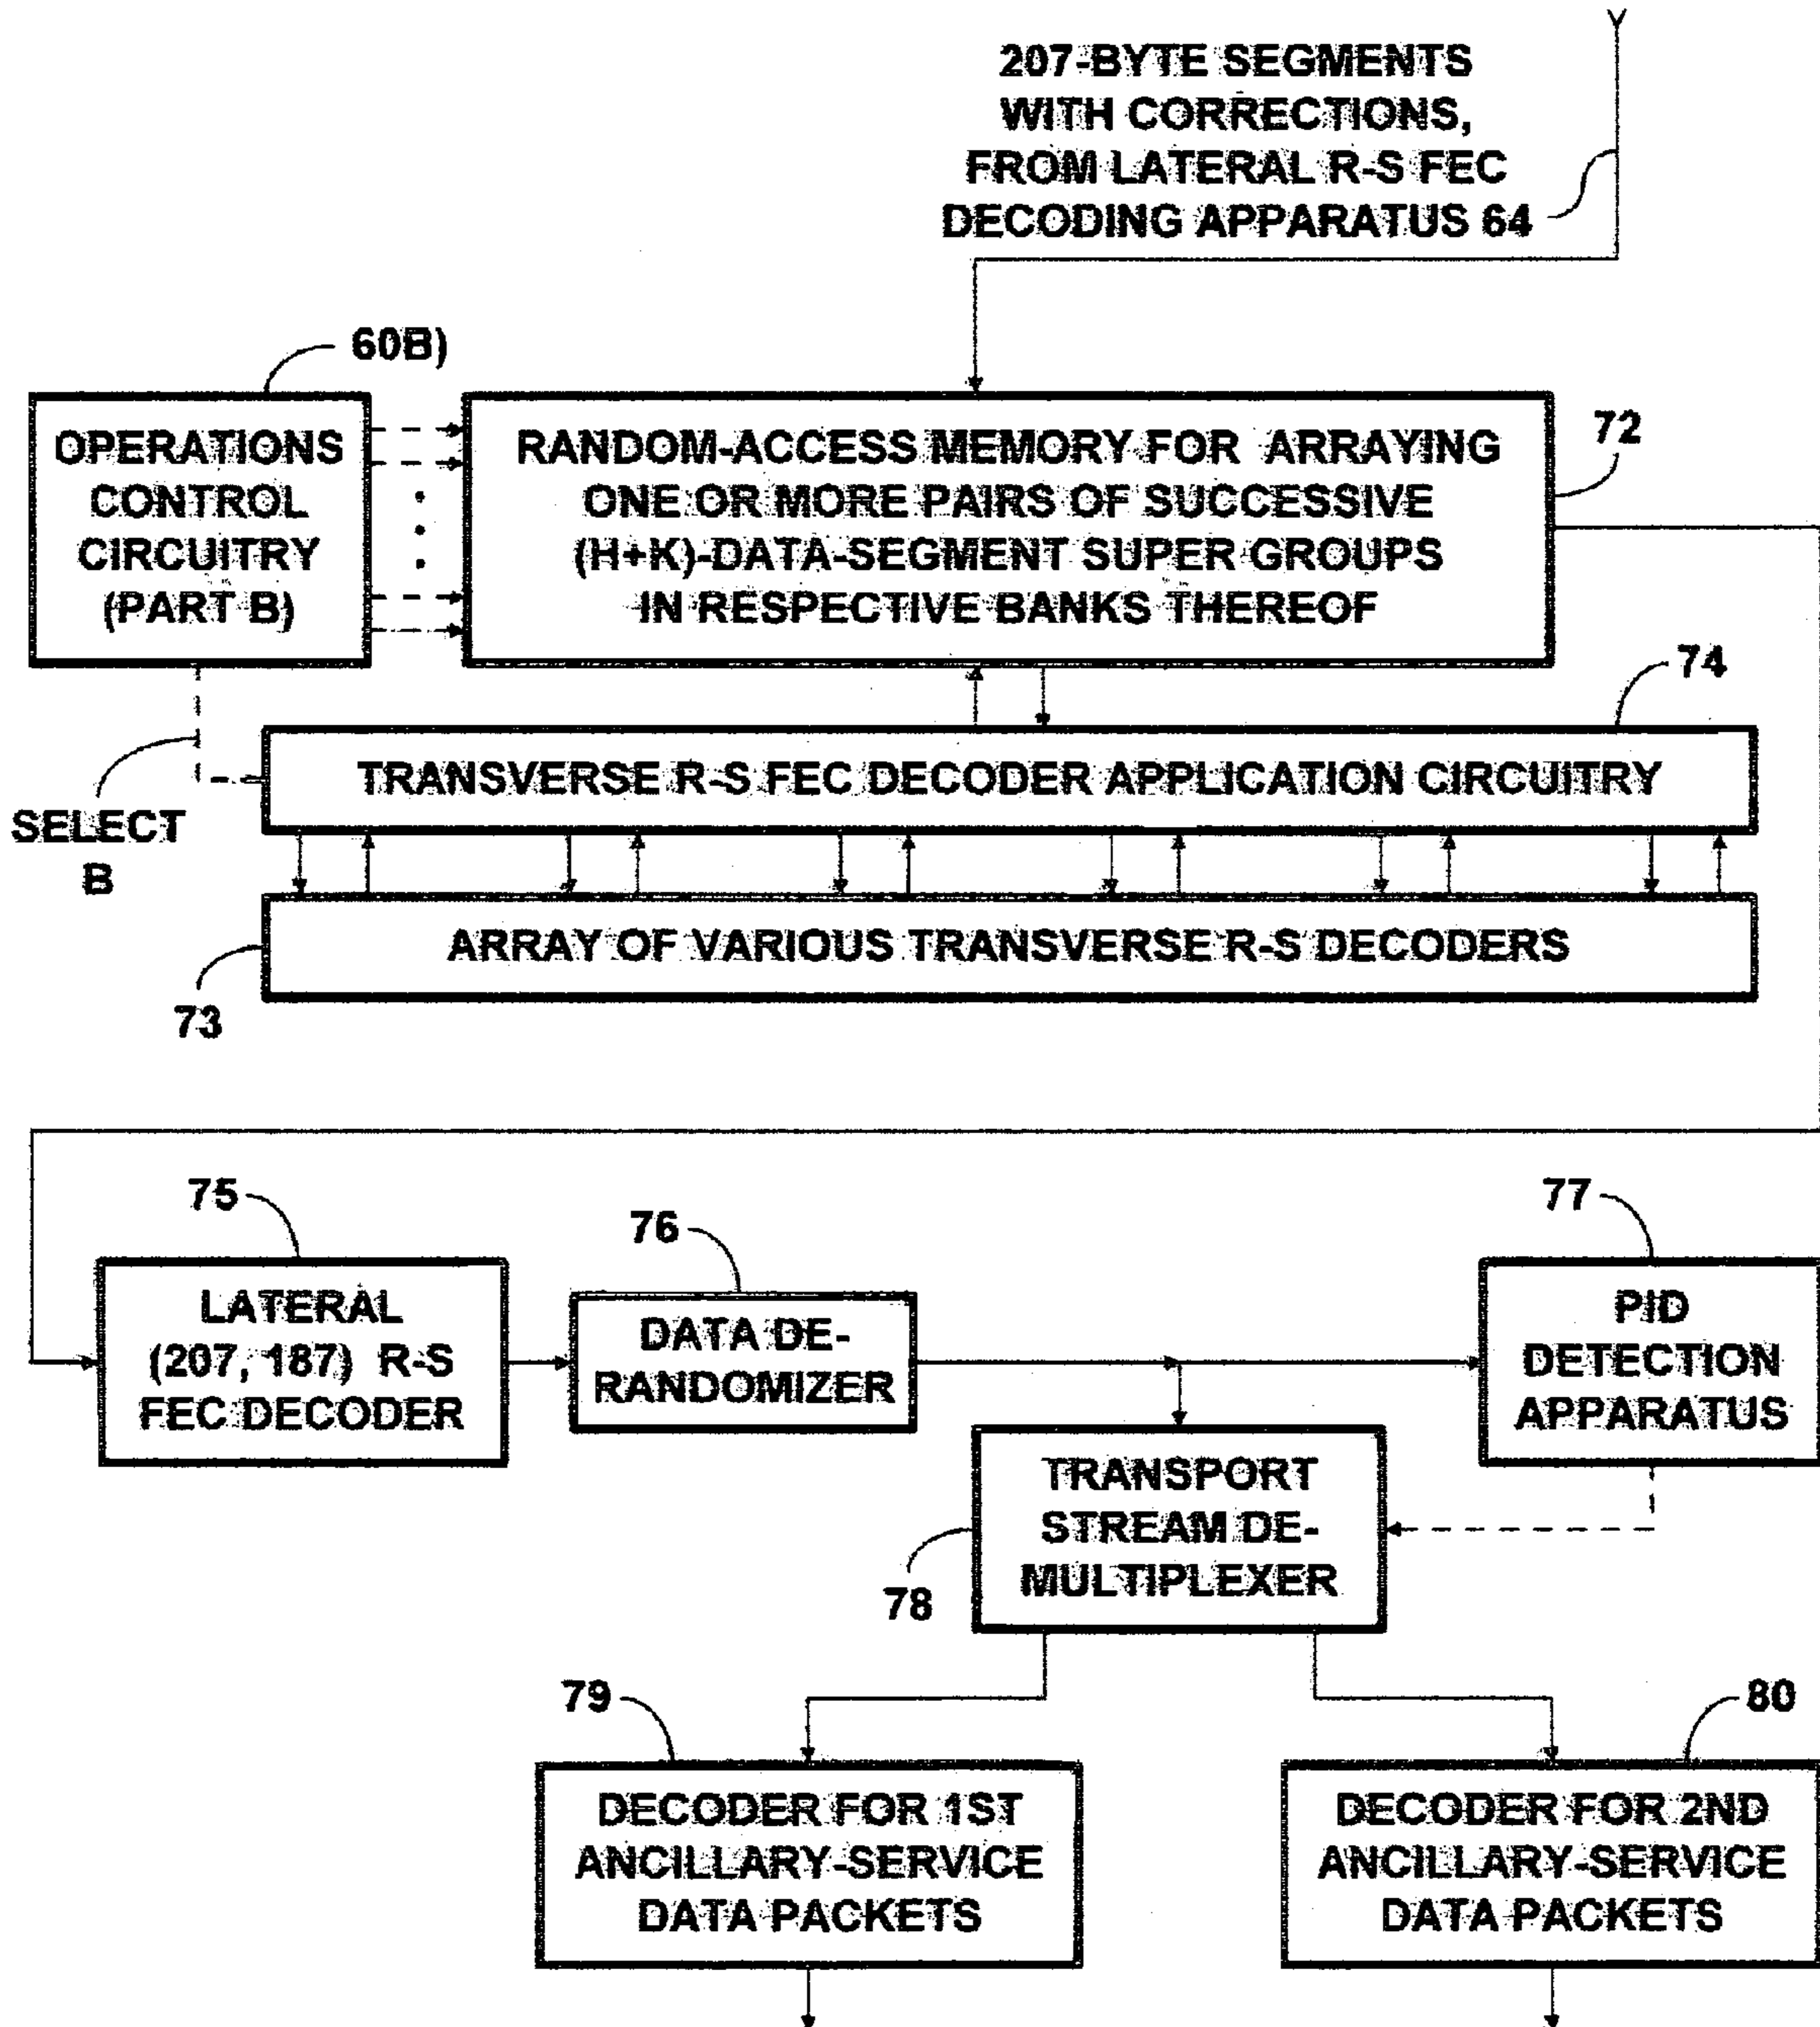 207-BYTE SEGMENTS
WITH CORRECTIONS,
FROM LATERAL R-S FEC
DECODING APPARATUS 64
60B)
OPERATIONS
CONTROL
CIRCUITRY
(PART B)
RANDOM-ACCESS MEMORY FOR ARRAYING
ONE OR MORE PAIRS OF SUCCESSIVE
(H+K)-DATA-SEGMENT SUPER GROUPS
IN RESPECTIVE BANKS THEREOF
72
74
TRANSVERSE R-S FEC DECODER APPLICATION CIRCUITRY
SELECT
B
ARRAY OF VARIOUS TRANSVERSE R-S DECODERS
73
75
LATERAL
(207, 187) R-S
FEC DECODER
76
DATA DE-
RANDOMIZER
77
PID
DETECTION
APPARATUS
TRANSPORT
STREAM DE-
MULTIPLEXER
78
79
DECODER FOR 1ST
ANCILLARY-SERVICE
DATA PACKETS
80
DECODER FOR 2ND
ANCILLARY-SERVICE
DATA PACKETS